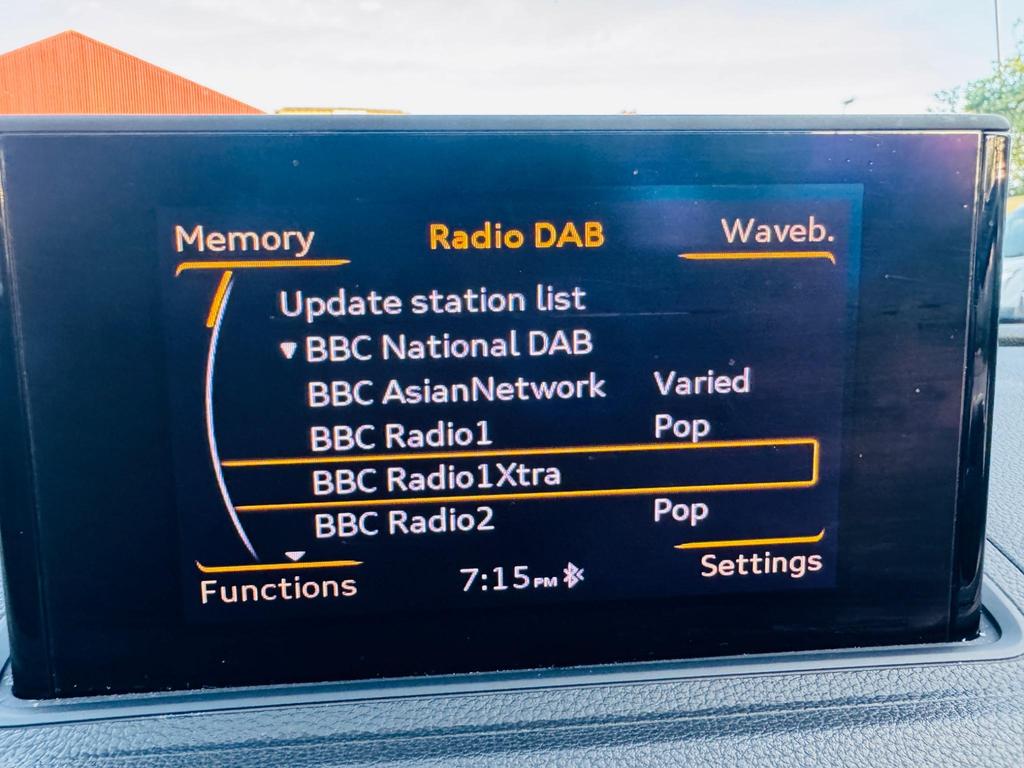 Memory Radio DAB Waveb.
Update station list
BBC National DAB
BBC AsianNetwork Varied
BBC Radio1 Pop
BBC Radio1Xtra
BBC Radio2 Pop
Functions 7:15 PM Settings